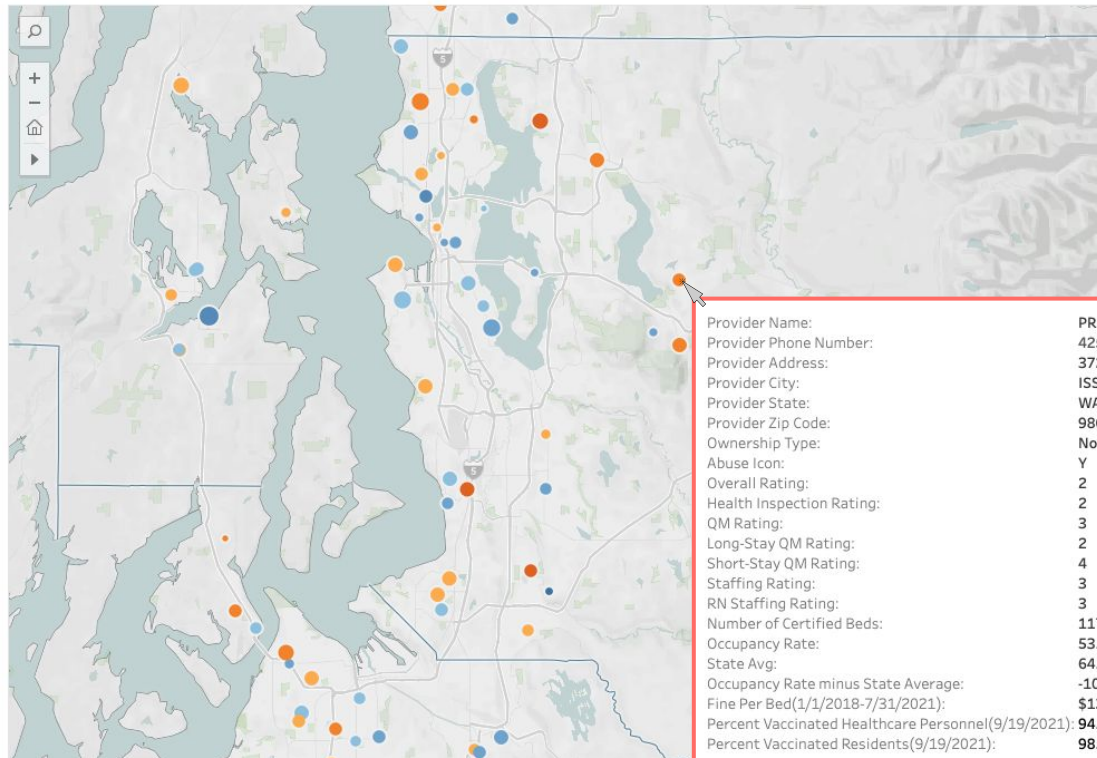 5
5
Provider Name: PR
Provider Phone Number: 42
Provider Address: 37
Provider City: ISS
Provider State: WA
Provider Zip Code: 98
Ownership Type: No
Abuse Icon: Y
Overall Rating: 2
Health Inspection Rating: 2
QM Rating: 3
Long-Stay QM Rating: 2
Short-Stay QM Rating: 4
Staffing Rating: 3
RN Staffing Rating: 3
Number of Certified Beds: 11
Occupancy Rate: 53.
State Avg: 64.
Occupancy Rate minus State Average: -10
Fine Per Bed(1/1/2018-7/31/2021): $1
Percent Vaccinated Healthcare Personnel(9/19/2021): 94.
Percent Vaccinated Residents(9/19/2021): 98.